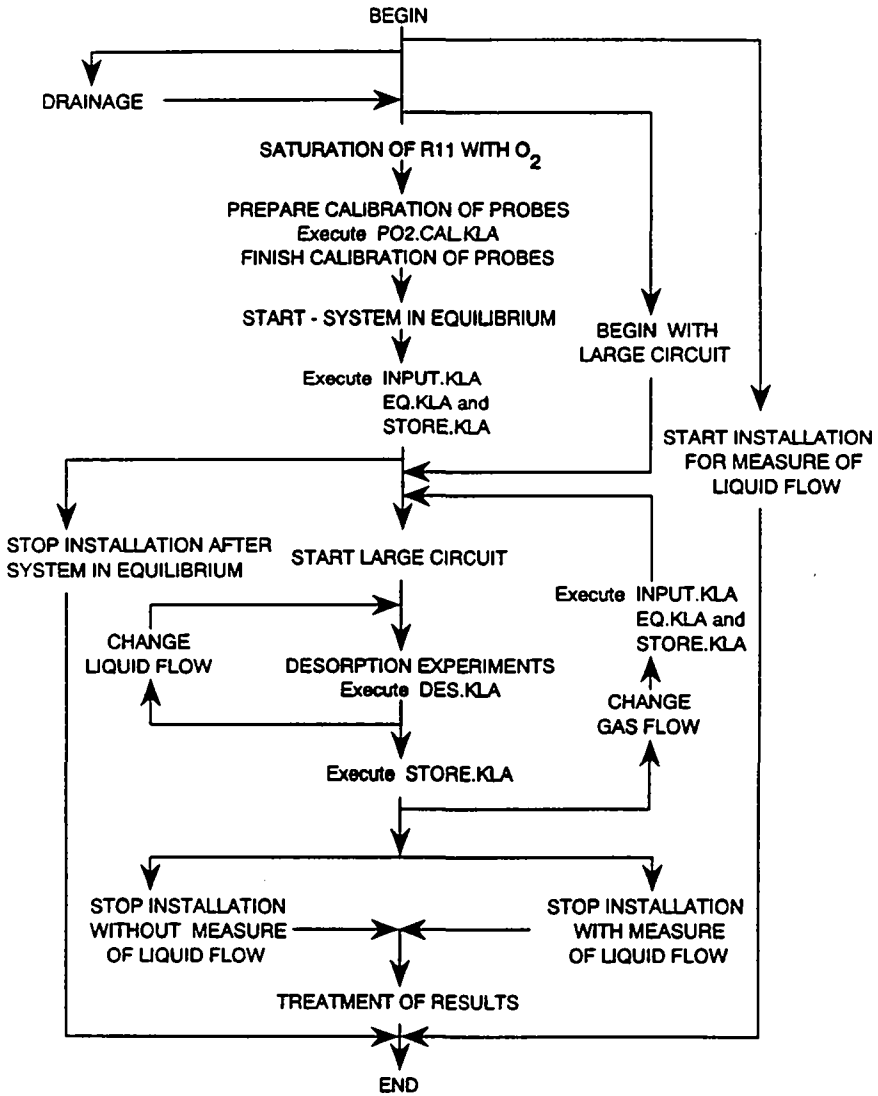 BEGIN
DRAINAGE
SATURATION OF R11 WITH O2
PREPARE CALIBRATION OF PROBES
Execute PO2.CAL.KLA
FINISH CALIBRATION OF PROBES
START - SYSTEM IN EQUILIBRIUM
BEGIN WITH
LARGE CIRCUIT
Execute INPUT.KLA
EQ.KLA and
STORE.KLA
START INSTALLATION
FOR MEASURE OF
LIQUID FLOW
STOP INSTALLATION AFTER
SYSTEM IN EQUILIBRIUM
START LARGE CIRCUIT
Execute INPUT.KLA
EQ.KLA and
STORE.KLA
CHANGE
LIQUID FLOW
DESORPTION EXPERIMENTS
Execute DES.KLA
CHANGE
GAS FLOW
Execute STORE.KLA
STOP INSTALLATION
WITHOUT MEASURE
OF LIQUID FLOW
STOP INSTALLATION
WITH MEASURE
OF LIQUID FLOW
TREATMENT OF RESULTS
END